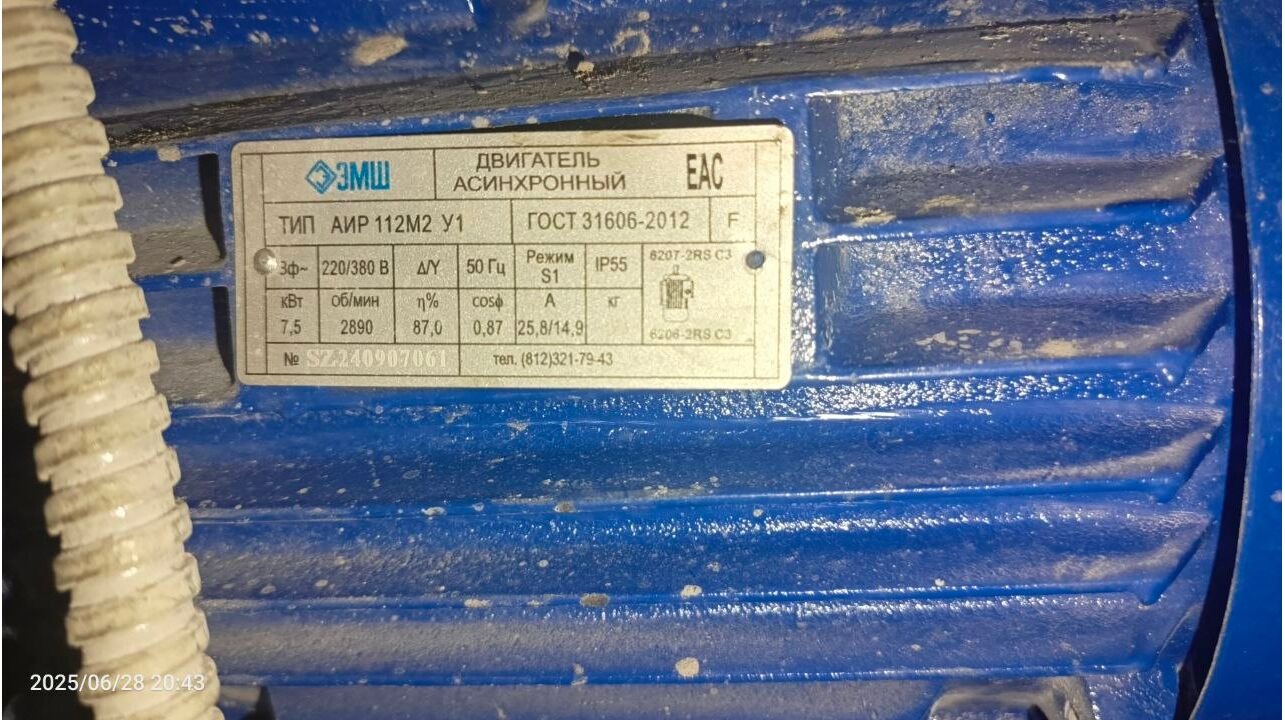 ЭМШ
ДВИГАТЕЛЬ
АСИНХРОННЫЙ
EAC
ТИП АИР 112М2 У1
ГОСТ 31606-2012
F
3ф~
220/380 В
Δ/Y
50 Гц
Режим
S1
IP55
6207-2RS C3
кВт
об/мин
η%
cosϕ
А
кг
7,5
2890
87,0
0,87
25,8/14,9
6206-2RS C3
№ SZ240907061
тел. (812)321-79-43
2025/06/28 20:43